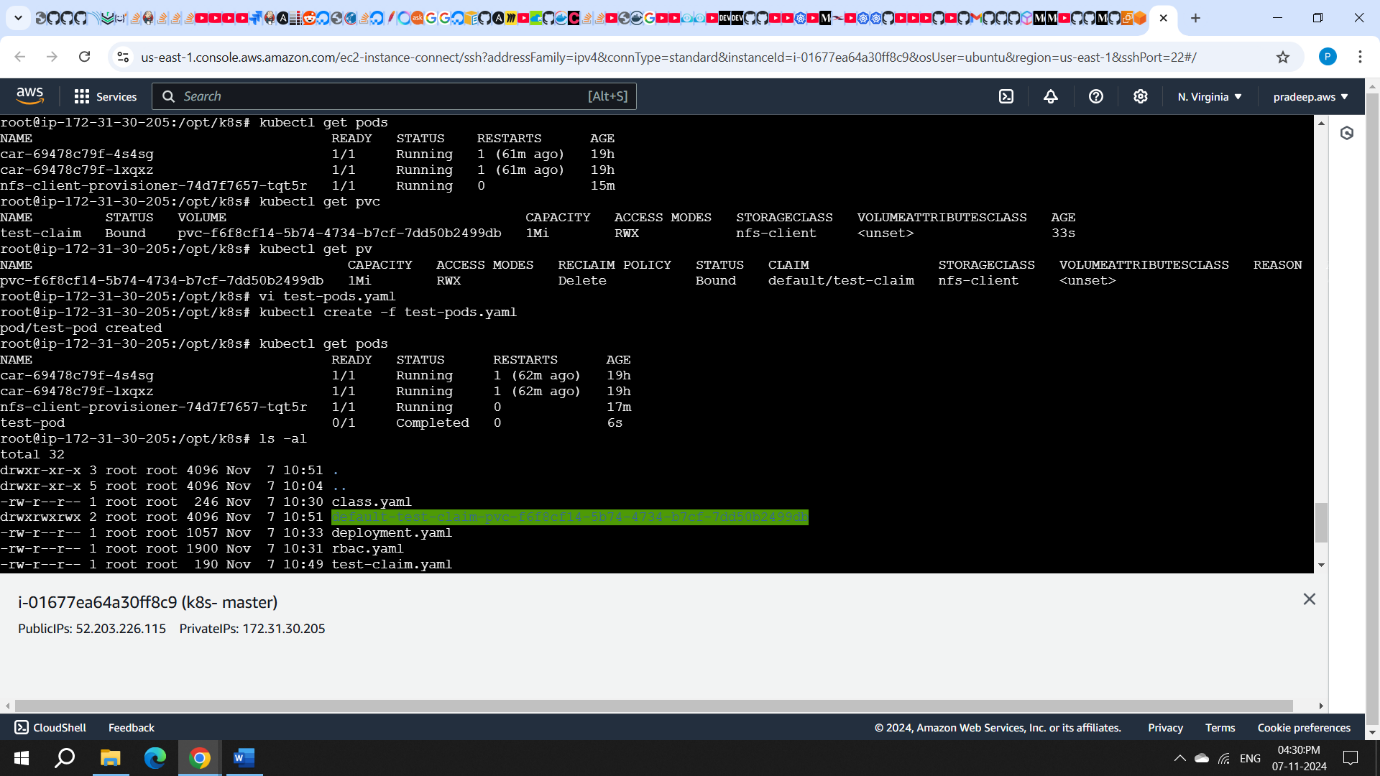 us-east-1.console.aws.amazon.com/ec2-instance-connect/ssh?addressFamily=ipv4&connType=standard&instanceId=i-01677ea64a30ff8c9&osUser=ubuntu&region=us-east-1&sshPort=22#/
P
aws Services Search [Alt+S] N. Virginia pradeep.aws
root@ip-172-31-30-205:/opt/k8s# kubectl get pods
NAME READY STATUS RESTARTS AGE
car-69478c79f-4s4sg 1/1 Running 1 (61m ago) 19h
car-69478c79f-lxqxz 1/1 Running 1 (61m ago) 19h
nfs-client-provisioner-74d7f7657-tqt5r 1/1 Running 0 15m
root@ip-172-31-30-205:/opt/k8s# kubectl get pvc
NAME STATUS VOLUME CAPACITY ACCESS MODES STORAGECLASS VOLUMEATTRIBUTESCLASS AGE
test-claim Bound pvc-f6f8cf14-5b74-4734-b7cf-7dd50b2499db 1Mi RWX nfs-client <unset> 33s
root@ip-172-31-30-205:/opt/k8s# kubectl get pv
NAME CAPACITY ACCESS MODES RECLAIM POLICY STATUS CLAIM STORAGECLASS VOLUMEATTRIBUTESCLASS REASON
pvc-f6f8cf14-5b74-4734-b7cf-7dd50b2499db 1Mi RWX Delete Bound default/test-claim nfs-client <unset>
root@ip-172-31-30-205:/opt/k8s# vi test-pods.yaml
root@ip-172-31-30-205:/opt/k8s# kubectl create -f test-pods.yaml
pod/test-pod created
root@ip-172-31-30-205:/opt/k8s# kubectl get pods
NAME READY STATUS RESTARTS AGE
car-69478c79f-4s4sg 1/1 Running 1 (62m ago) 19h
car-69478c79f-lxqxz 1/1 Running 1 (62m ago) 19h
nfs-client-provisioner-74d7f7657-tqt5r 1/1 Running 0 17m
test-pod 0/1 Completed 0 6s
root@ip-172-31-30-205:/opt/k8s# ls -al
total 32
drwxr-xr-x 3 root root 4096 Nov 7 10:51 .
drwxr-xr-x 5 root root 4096 Nov 7 10:04 ..
-rw-r--r-- 1 root root 246 Nov 7 10:30 class.yaml
drwxrwxrwx 2 root root 4096 Nov 7 10:51 default-test-claim-pvc-f6f8cf14-5b74-4734-b7cf-7dd50b2499db
-rw-r--r-- 1 root root 1057 Nov 7 10:33 deployment.yaml
-rw-r--r-- 1 root root 1900 Nov 7 10:31 rbac.yaml
-rw-r--r-- 1 root root 190 Nov 7 10:49 test-claim.yaml
i-01677ea64a30ff8c9 (k8s- master)
PublicIPs: 52.203.226.115 PrivateIPs: 172.31.30.205
CloudShell Feedback © 2024, Amazon Web Services, Inc. or its affiliates. Privacy Terms Cookie preferences
ENG 04:30 PM
07-11-2024